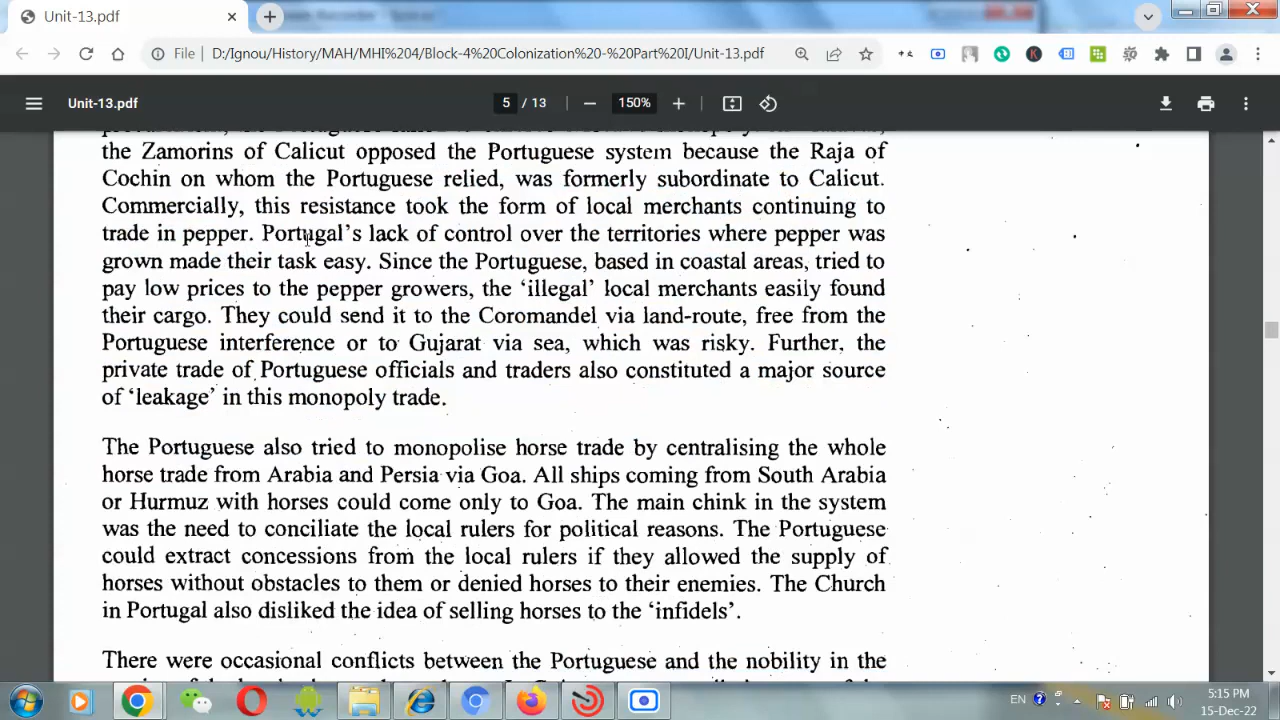 Unit-13.pdf
File
D:/Ignou/History/MAH/MHI%204/Block-4%20Colonization%20-%20Part%20I/Unit-13.pdf
Unit-13.pdf
5 / 13
150%
the Zamorins of Calicut opposed the Portuguese system because the Raja of
Cochin on whom the Portuguese relied, was formerly subordinate to Calicut.
Commercially, this resistance took the form of local merchants continuing to
trade in pepper. Portugal's lack of control over the territories where pepper was
grown made their task easy. Since the Portuguese, based in coastal areas, tried to
pay low prices to the pepper growers, the 'illegal' local merchants easily found
their cargo. They could send it to the Coromandel via land-route, free from the
Portuguese interference or to Gujarat via sea, which was risky. Further, the
private trade of Portuguese officials and traders also constituted a major source
of 'leakage' in this monopoly trade.
The Portuguese also tried to monopolise horse trade by centralising the whole
horse trade from Arabia and Persia via Goa. All ships coming from South Arabia
or Hurmuz with horses could come only to Goa. The main chink in the system
was the need to conciliate the local rulers for political reasons. The Portuguese
could extract concessions from the local rulers if they allowed the supply of
horses without obstacles to them or denied horses to their enemies. The Church
in Portugal also disliked the idea of selling horses to the 'infidels'.
There were occasional conflicts between the Portuguese and the nobility in the
EN
5:15 PM
15-Dec-22